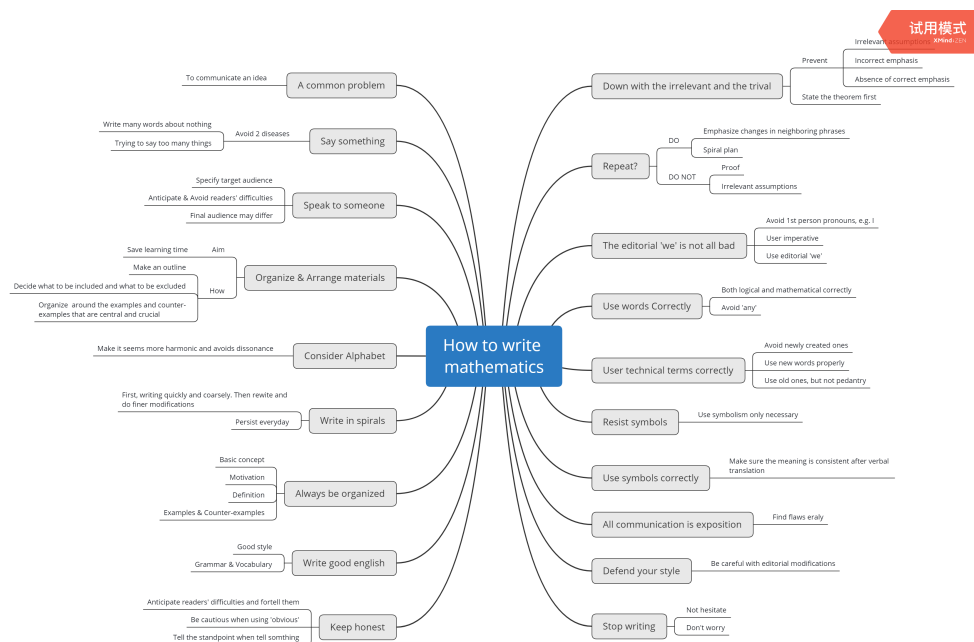 试用模式
XMind:ZEN
How to write
mathematics
Down with the irrelevant and the trival
Prevent
Irrelevant assumptions
Incorrect emphasis
Absence of correct emphasis
State the theorem first
Repeat?
DO
Emphasize changes in neighboring phrases
Spiral plan
DO NOT
Proof
Irrelevant assumptions
The editorial 'we' is not all bad
Avoid 1st person pronouns, e.g. I
User imperative
Use editorial 'we'
Use words Correctly
Both logical and mathematical correctly
Avoid 'any'
User technical terms correctly
Avoid newly created ones
Use new words properly
Use old ones, but not pedantry
Resist symbols
Use symbolism only necessary
Use symbols correctly
Make sure the meaning is consistent after verbal
translation
All communication is exposition
Find flaws eraly
Defend your style
Be careful with editorial modifications
Stop writing
Not hesitate
Don't worry
A common problem
To communicate an idea
Say something
Avoid 2 diseases
Write many words about nothing
Trying to say too many things
Speak to someone
Specify target audience
Anticipate & Avoid readers' difficulties
Final audience may differ
Organize & Arrange materials
Aim
Save learning time
How
Make an outline
Decide what to be included and what to be excluded
Organize around the examples and counter-
examples that are central and crucial
Consider Alphabet
Make it seems more harmonic and avoids dissonance
Write in spirals
First, writing quickly and coarsely. Then rewrite and
do finer modifications
Persist everyday
Always be organized
Basic concept
Motivation
Definition
Examples & Counter-examples
Write good english
Good style
Grammar & Vocabulary
Keep honest
Anticipate readers' difficulties and fortell them
Be cautious when using 'obvious'
Tell the standpoint when tell somthing